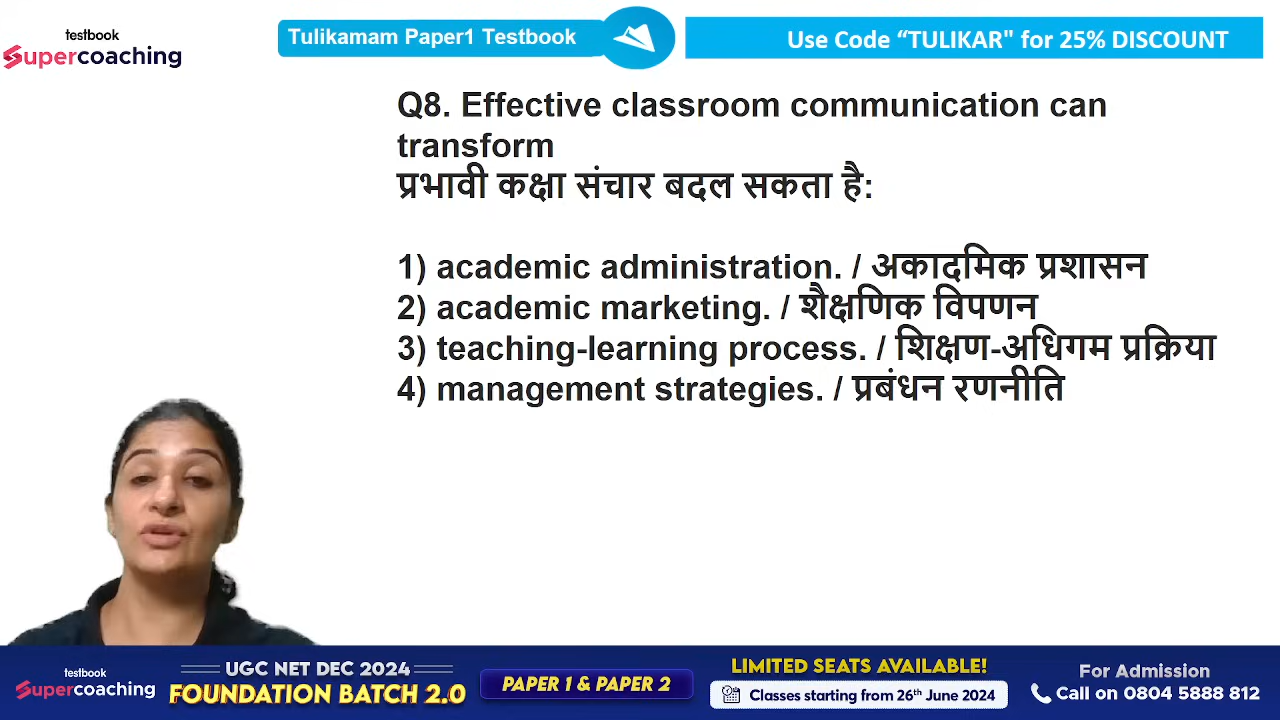 testbook
Supercoaching
Tulikamam Paper1 Testbook
Use Code “TULIKAR" for 25% DISCOUNT
Q8. Effective classroom communication can
transform
प्रभावी कक्षा संचार बदल सकता है:
1) academic administration. / अकादमिक प्रशासन
2) academic marketing. / शैक्षणिक विपणन
3) teaching-learning process. / शिक्षण-अधिगम प्रक्रिया
4) management strategies. / प्रबंधन रणनीति
testbook
Supercoaching
UGC NET DEC 2024
FOUNDATION BATCH 2.0
PAPER 1 & PAPER 2
LIMITED SEATS AVAILABLE!
Classes starting from 26th June 2024
For Admission
Call on 0804 5888 812